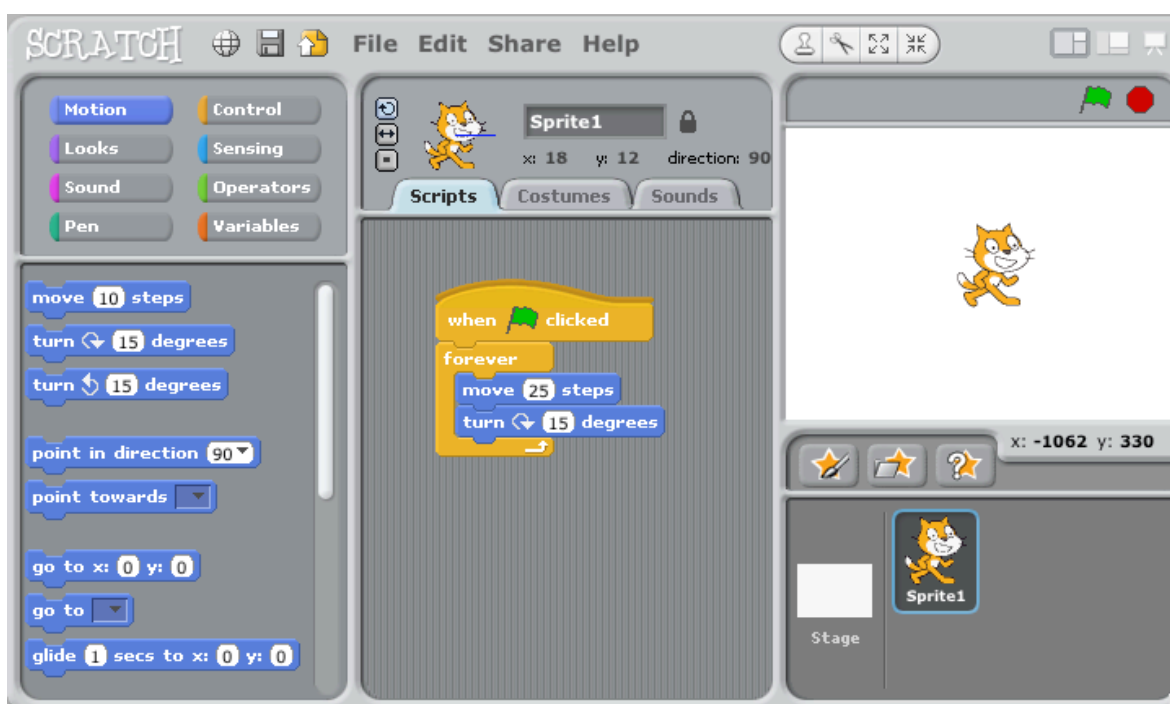 SCRATCH File Edit Share Help
Motion Control
Looks Sensing
Sound Operators
Pen Variables
move 10 steps
turn 15 degrees
turn 15 degrees
point in direction 90
point towards
go to x: 0 y: 0
go to
glide 1 secs to x: 0 y: 0
Sprite1
x: 18 y: 12 direction: 90
Scripts Costumes Sounds
when clicked
forever
move 25 steps
turn 15 degrees
x: -1062 y: 330
Sprite1
Stage